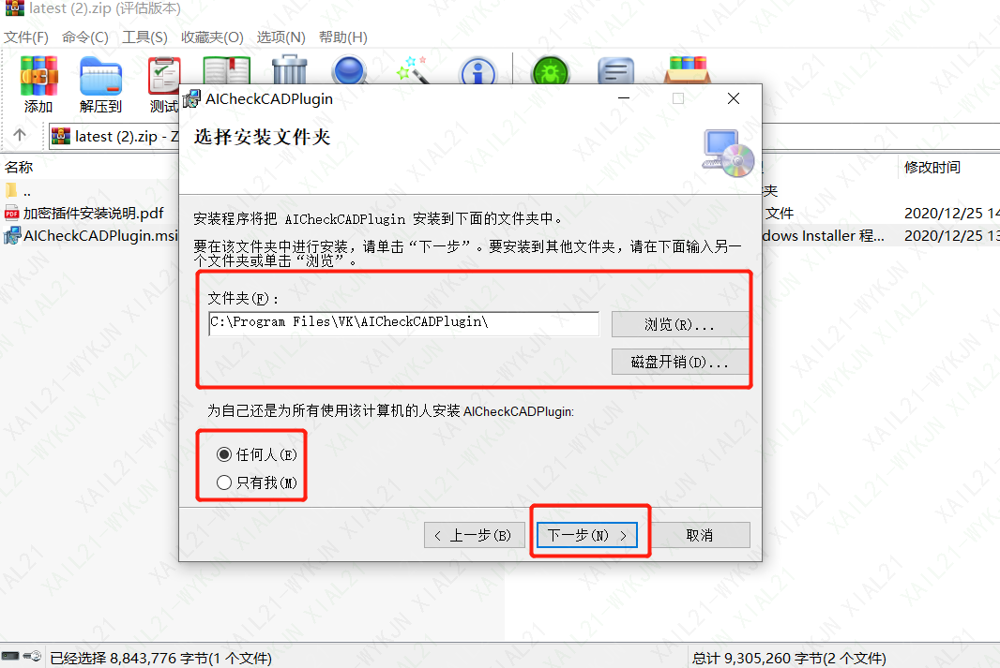 latest (2).zip (评估版本)
文件(F) 命令(C) 工具(S) 收藏夹(O) 选项(N) 帮助(H)
添加 解压到 测试
AICheckCADPlugin
latest (2).zip - Z
选择安装文件夹
名称 修改时间
..
加密插件安装说明.pdf 文件 2020/12/25 14
AICheckCADPlugin.msi dows Installer 程... 2020/12/25 13
安装程序将把 AICheckCADPlugin 安装到下面的文件夹中。
要在该文件夹中进行安装，请单击“下一步”。要安装到其他文件夹，请在下面输入另一
个文件夹或单击“浏览”。
文件夹(F)：
C:\Program Files\VK\AICheckCADPlugin\
浏览(R)...
磁盘开销(D)...
为自己还是为所有使用该计算机的人安装 AICheckCADPlugin:
任何人(E)
只有我(M)
< 上一步(B) 下一步(N) > 取消
已经选择 8,843,776 字节(1 个文件) 总计 9,305,260 字节(2 个文件)